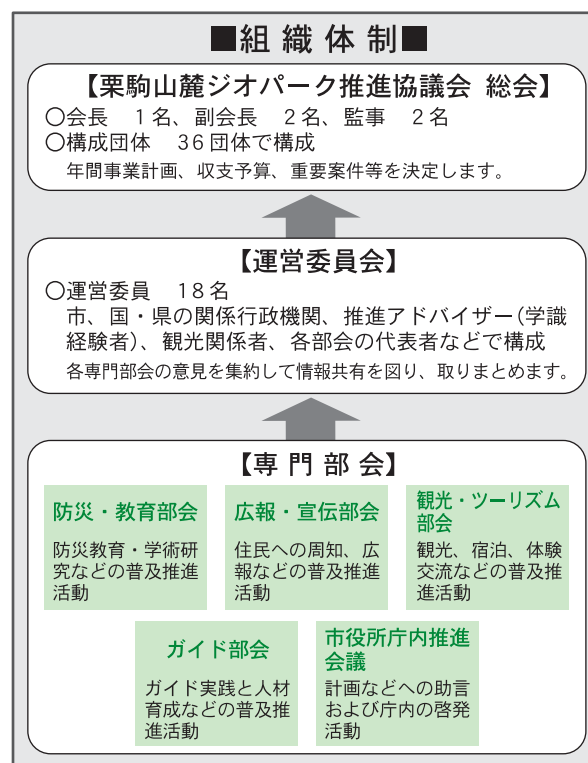 ■組織体制■
【栗駒山麓ジオパーク推進協議会 総会】
○会長　１名、副会長　２名、監事　２名
○構成団体　36団体で構成
年間事業計画、収支予算、重要案件等を決定します。
【運営委員会】
○運営委員　18名
市、国・県の関係行政機関、推進アドバイザー（学識
経験者）、観光関係者、各部会の代表者などで構成
各専門部会の意見を集約して情報共有を図り、取りまとめます。
【専門部会】
防災・教育部会
防災教育・学術研
究などの普及推進
活動
広報・宣伝部会
住民への周知、広
報などの普及推進
活動
観光・ツーリズム
部会
観光、宿泊、体験
交流などの普及推
進活動
ガイド部会
ガイド実践と人材
育成などの普及推
進活動
市役所庁内推進
会議
計画などへの助言
および庁内の啓発
活動